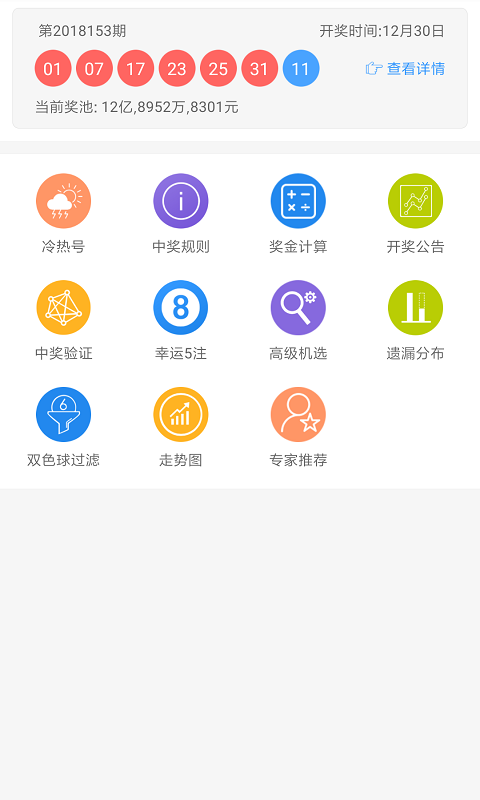 第2018153期 开奖时间:12月30日
01 07 17 23 25 31 11 查看详情
当前奖池: 12亿,8952万,8301元
冷热号 中奖规则 奖金计算 开奖公告
8
中奖验证 幸运5注 高级机选 遗漏分布
6
双色球过滤 走势图 专家推荐